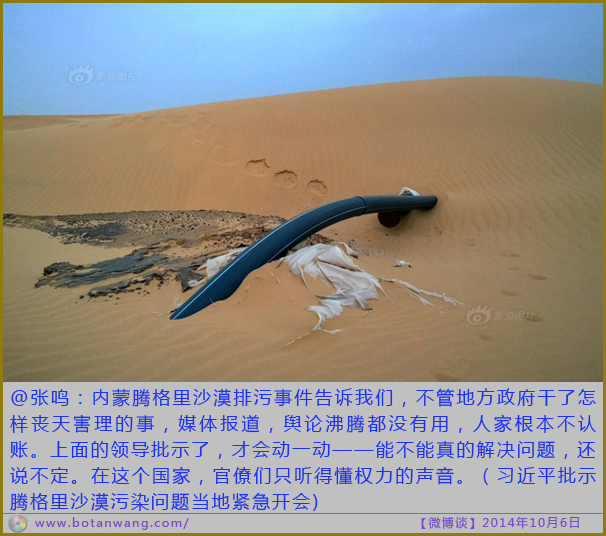 新浪图片
新浪图片
@张鸣：内蒙腾格里沙漠排污事件告诉我们，不管地方政府干了怎
样丧天害理的事，媒体报道，舆论沸腾都没有用，人家根本不认
账。上面的领导批示了，才会动一动——能不能真的解决问题，还
说不定。在这个国家，官僚们只听得懂权力的声音。（习近平批示
腾格里沙漠污染问题当地紧急开会）
www.botanwang.com/ 【微博谈】2014年10月6日